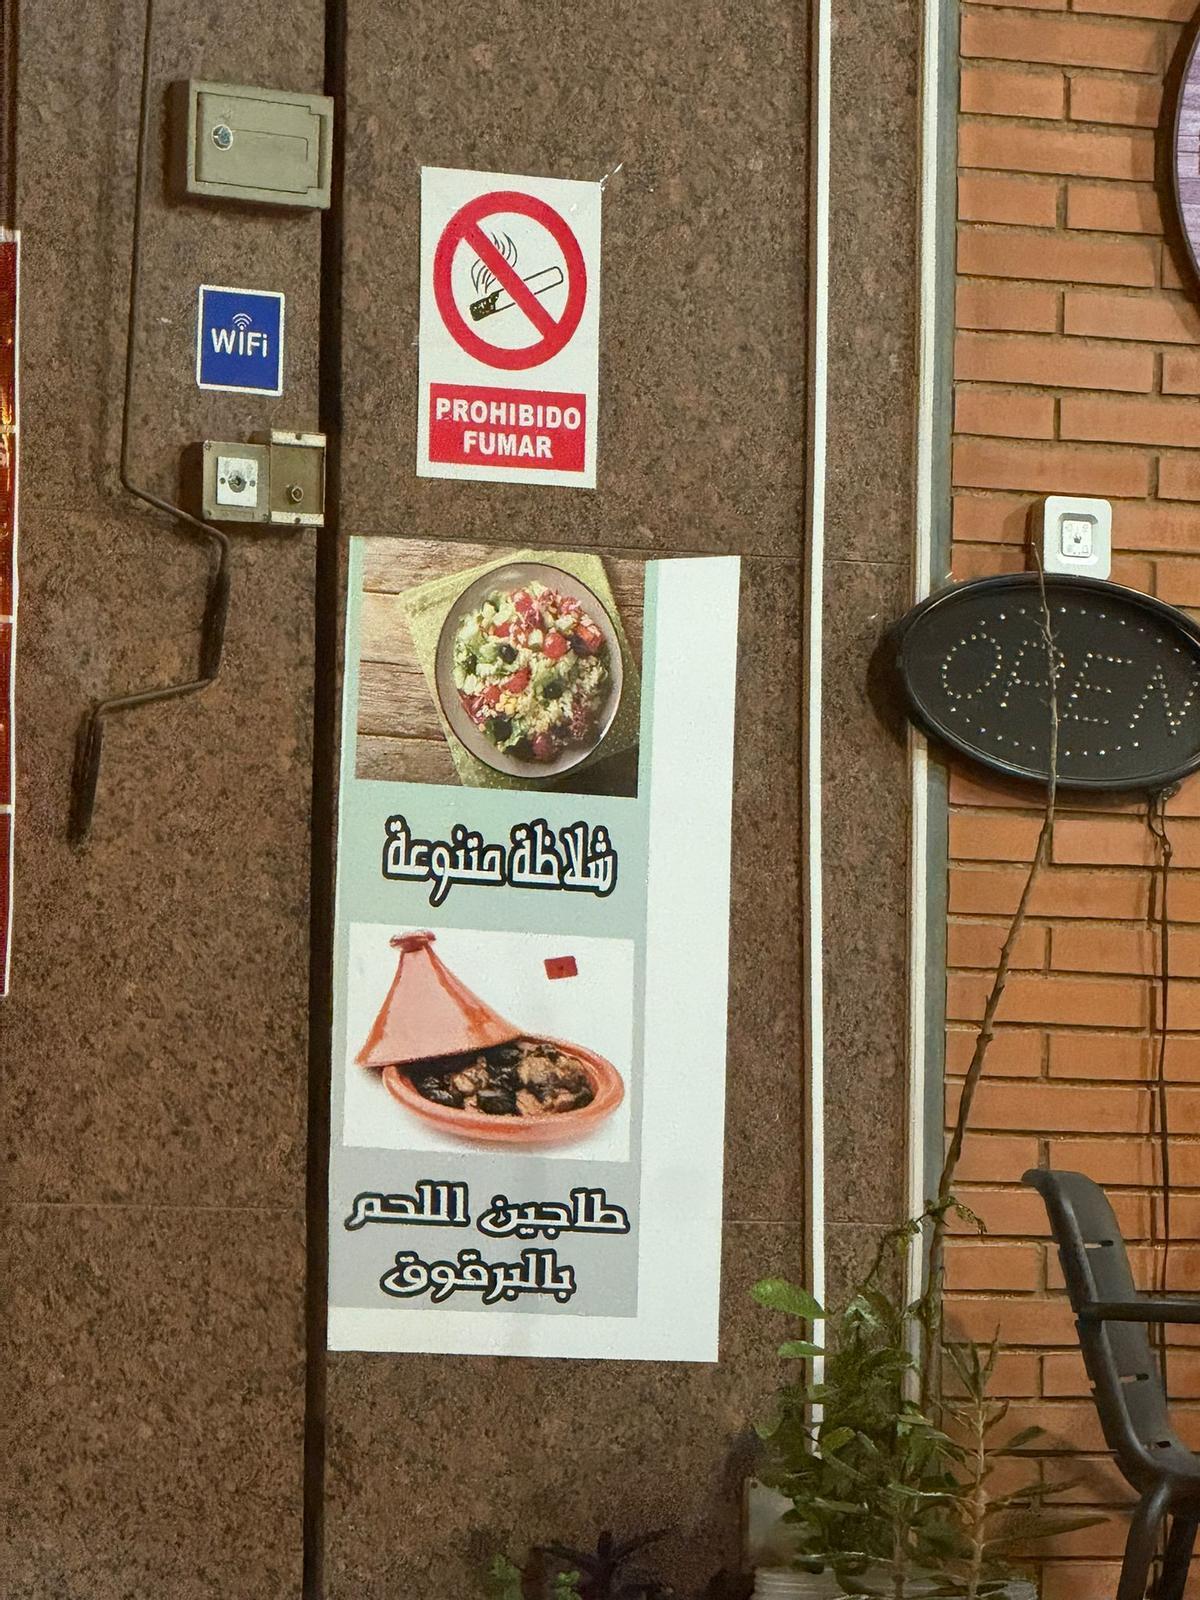 WiFi
PROHIBIDO
FUMAR
OPEN
شلاظة متنوعة
طاجين اللحم
بالبرقوق